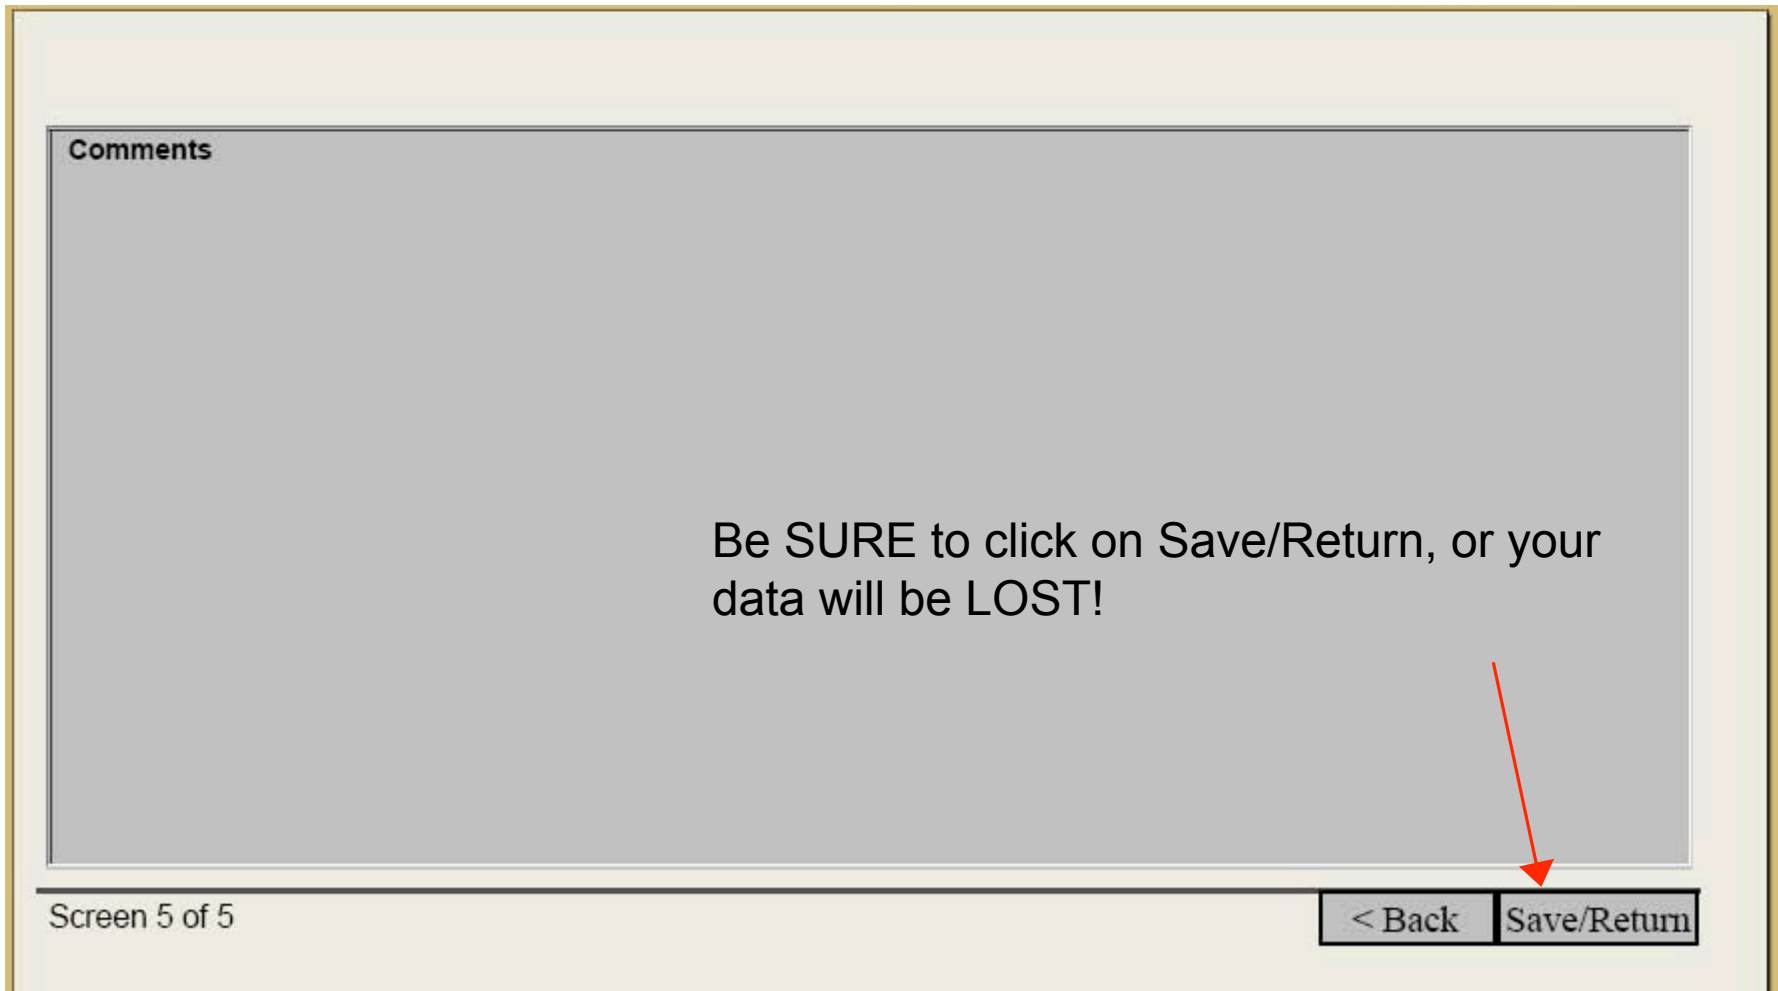 Comments
Be SURE to click on Save/Return, or your
data will be LOST!
Screen 5 of 5
< Back
Save/Return